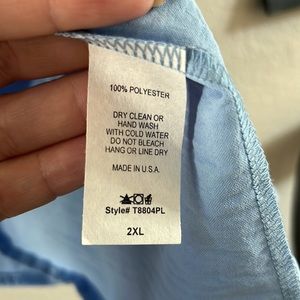 100% POLYESTER
DRY CLEAN OR
HAND WASH
WITH COLD WATER
DO NOT BLEACH
HANG OR LINE DRY
MADE IN U.S.A.
Style# T8804PL
2XL